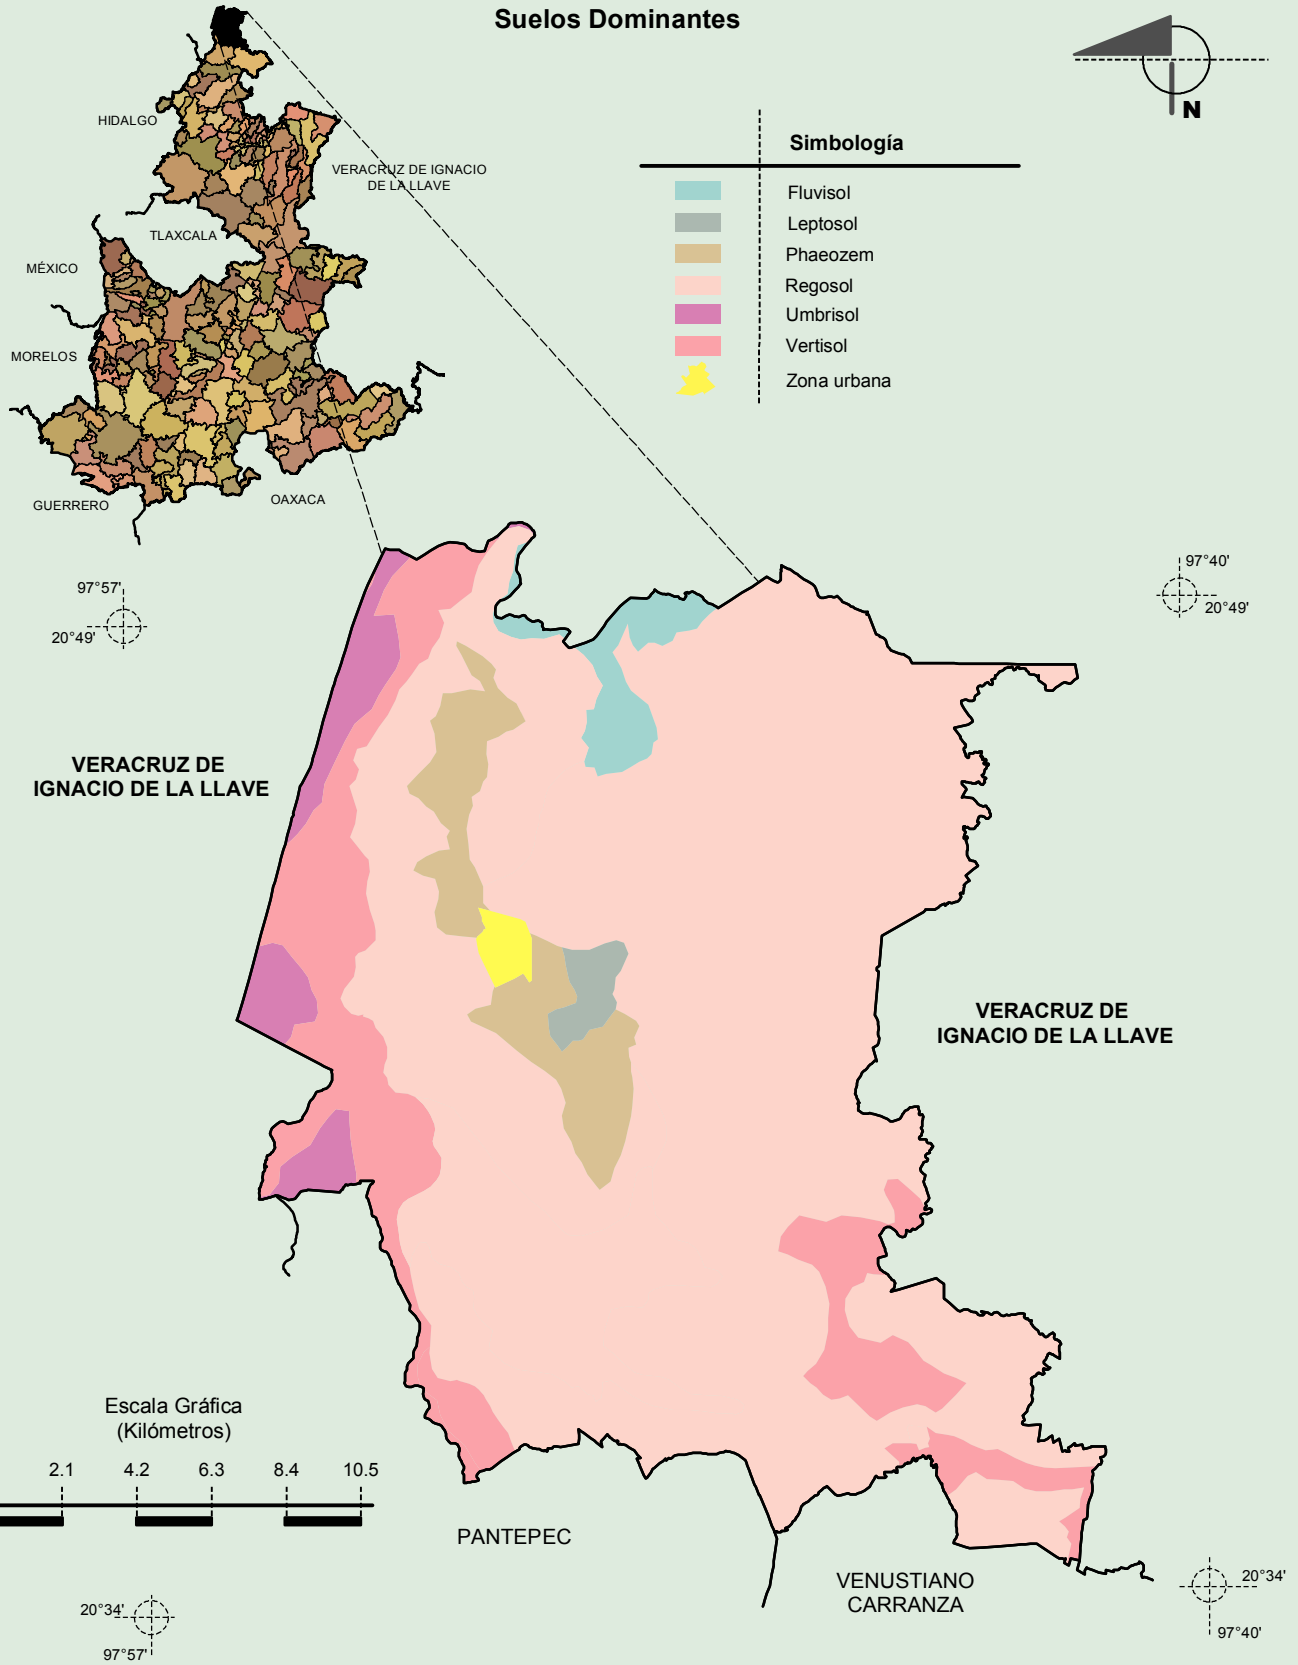 Suelos Dominantes
N
HIDALGO
VERACRUZ DE IGNACIO
DE LA LLAVE
TLAXCALA
MÉXICO
MORELOS
GUERRERO
OAXACA
Simbología
Fluvisol
Leptosol
Phaeozem
Regosol
Umbrisol
Vertisol
Zona urbana
97°57'
20°49'
97°40'
20°49'
VERACRUZ DE
IGNACIO DE LA LLAVE
VERACRUZ DE
IGNACIO DE LA LLAVE
Escala Gráfica
(Kilómetros)
2.1 4.2 6.3 8.4 10.5
PANTEPEC
VENUSTIANO
CARRANZA
20°34'
97°57'
20°34'
97°40'